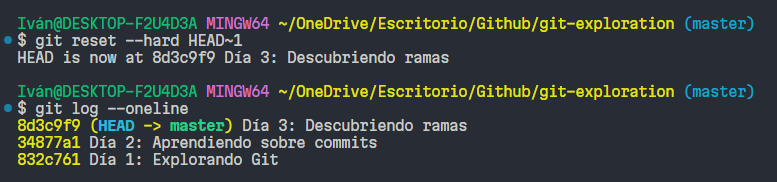 Iván@DESKTOP-F2U4D3A MINGW64 ~/OneDrive/Escritorio/Github/git-exploration (master)
$ git reset --hard HEAD~1
HEAD is now at 8d3c9f9 Día 3: Descubriendo ramas
Iván@DESKTOP-F2U4D3A MINGW64 ~/OneDrive/Escritorio/Github/git-exploration (master)
$ git log --oneline
8d3c9f9 (HEAD -> master) Día 3: Descubriendo ramas
34877a1 Día 2: Aprendiendo sobre commits
832c761 Día 1: Explorando Git